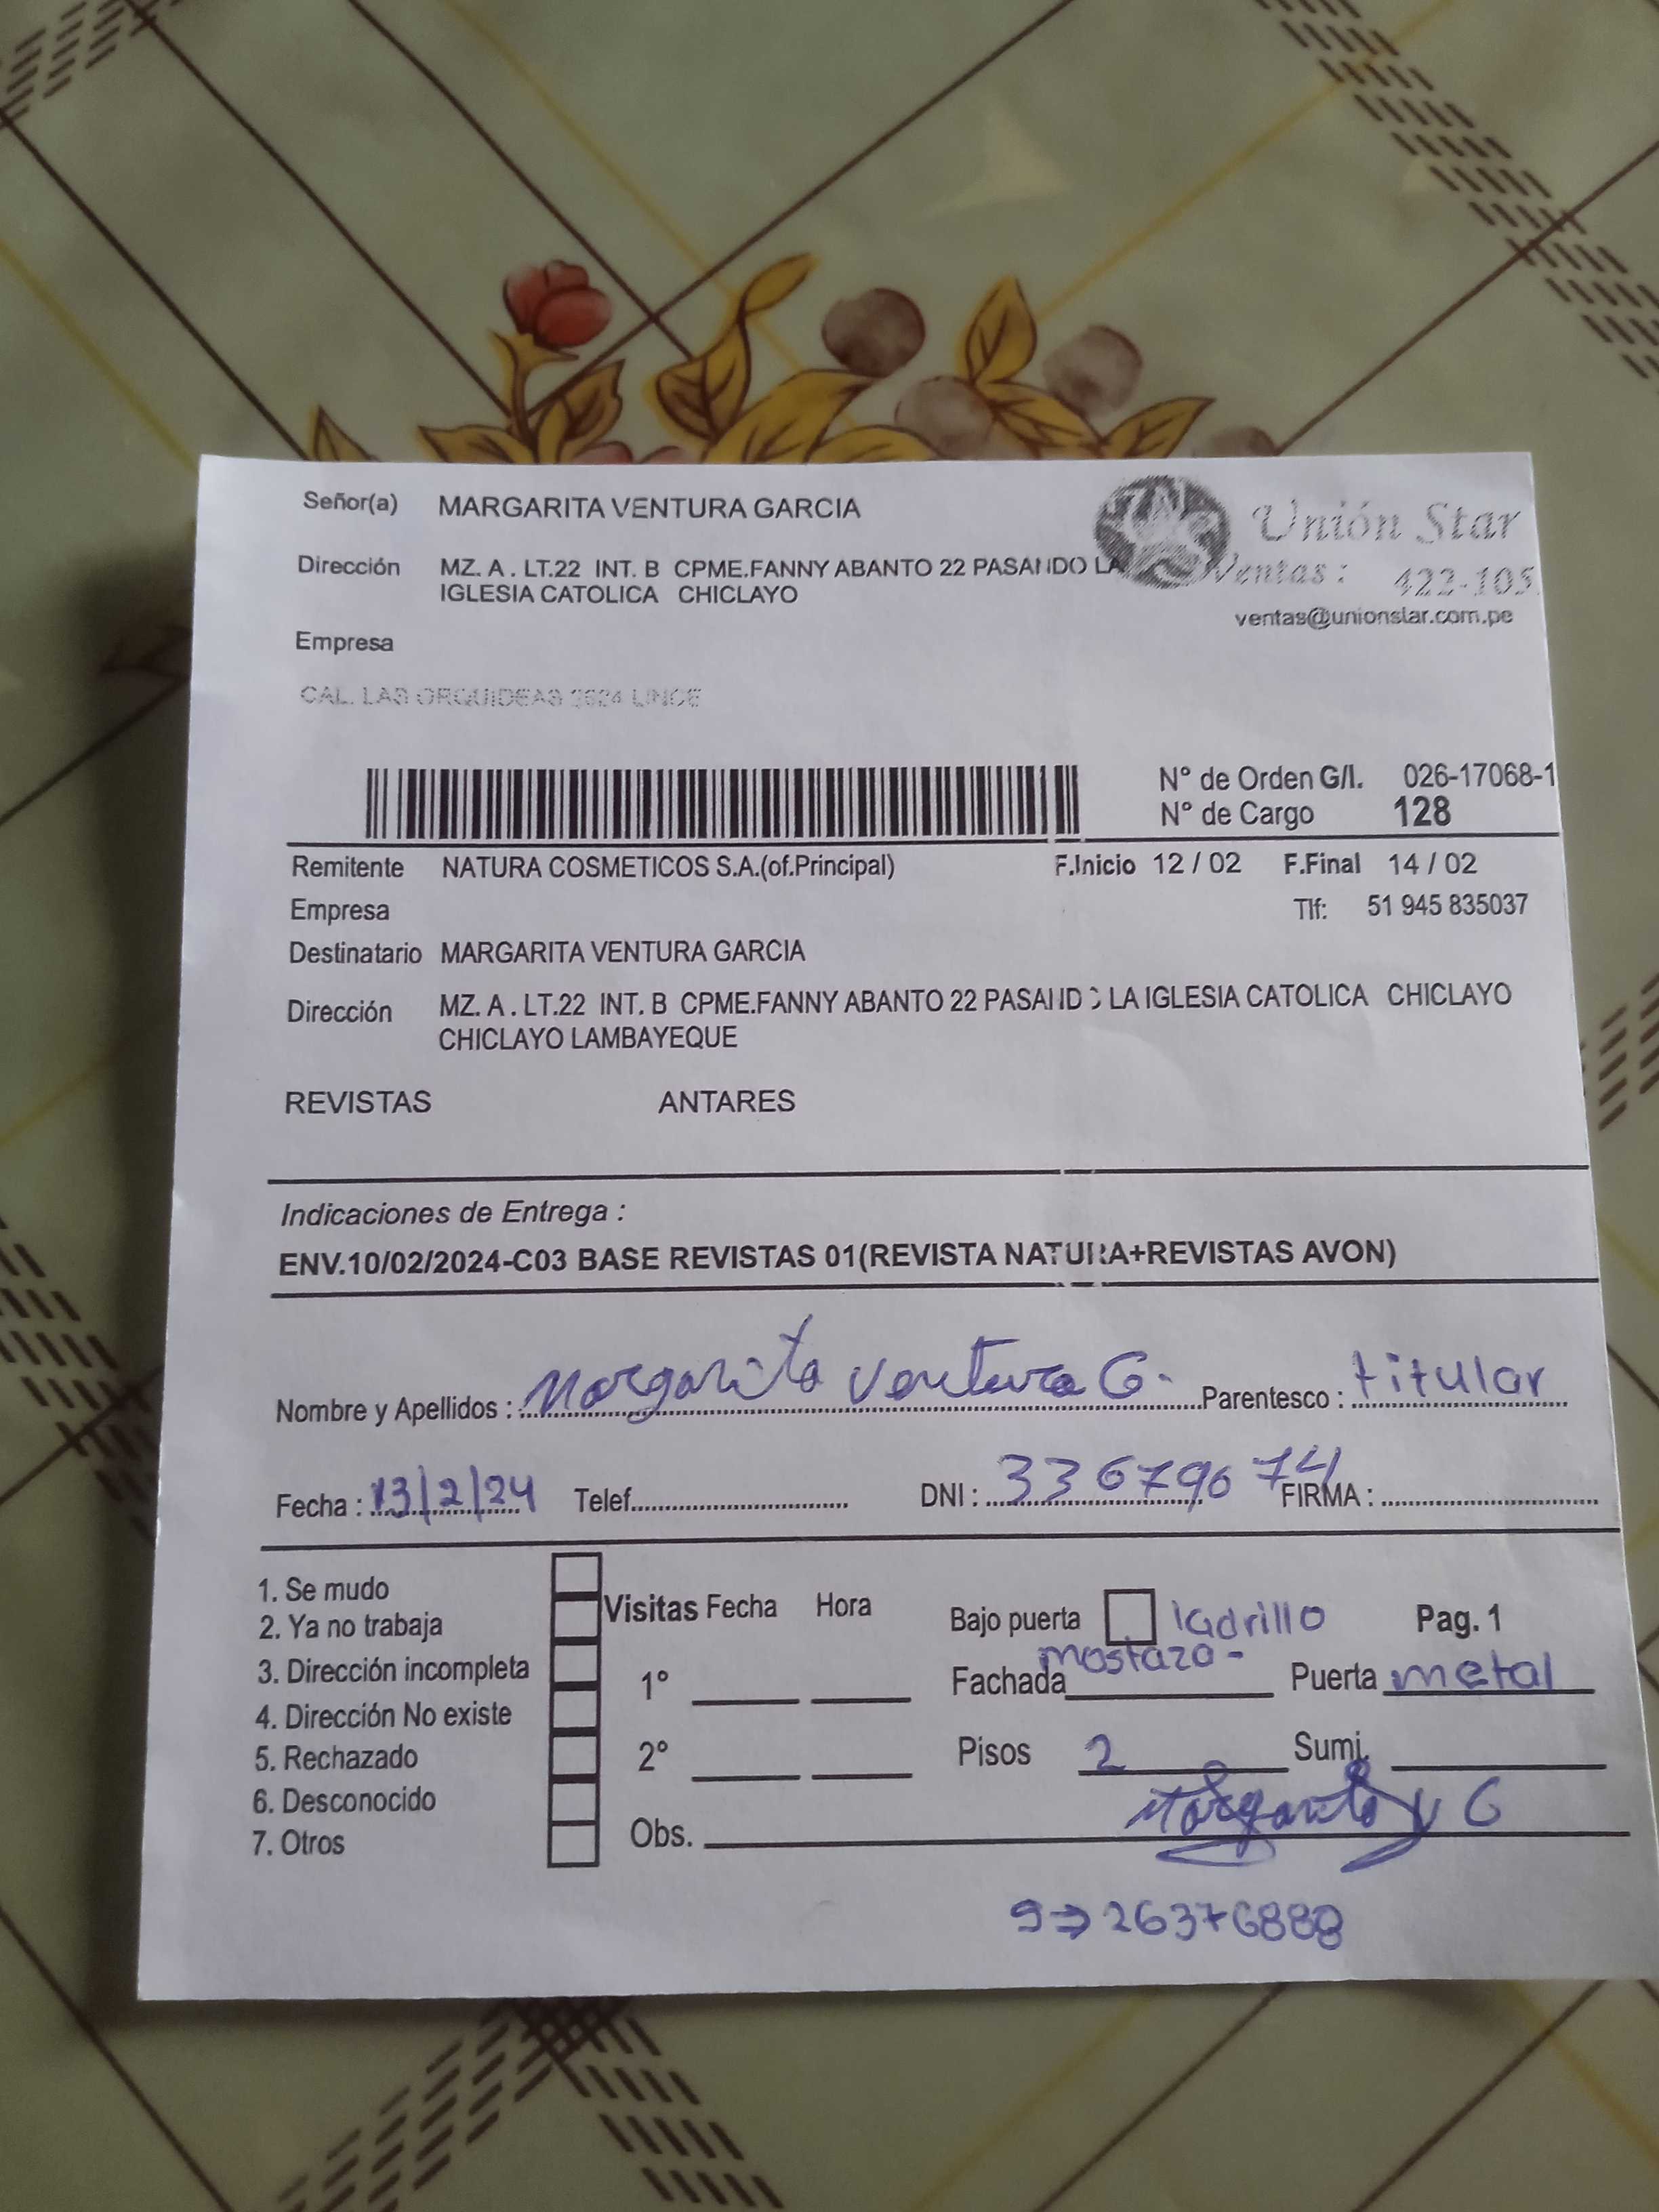 Señor(a) MARGARITA VENTURA GARCIA
Unión Star
Dirección MZ. A . LT.22 INT. B CPME.FANNY ABANTO 22 PASANDO LA
IGLESIA CATOLICA CHICLAYO
Ventas: 422-105
ventas@unionstar.com.pe
Empresa
CAL. LAS ORQUIDEAS 2624 LINCE
N° de Orden G/I. 026-17068-1
N° de Cargo 128
Remitente NATURA COSMETICOS S.A.(of.Principal) F.Inicio 12 / 02 F.Final 14 / 02
Empresa Tlf: 51 945 835037
Destinatario MARGARITA VENTURA GARCIA
Dirección MZ. A . LT.22 INT. B CPME.FANNY ABANTO 22 PASANDO LA IGLESIA CATOLICA CHICLAYO
CHICLAYO LAMBAYEQUE
REVISTAS ANTARES
Indicaciones de Entrega :
ENV.10/02/2024-C03 BASE REVISTAS 01(REVISTA NATURA+REVISTAS AVON)
Nombre y Apellidos : Margarita Ventura G. Parentesco : titular
Fecha : 13/2/24 Telef. DNI : 33679674 FIRMA :
1. Se mudo
2. Ya no trabaja
3. Dirección incompleta
4. Dirección No existe
5. Rechazado
6. Desconocido
7. Otros
Visitas Fecha Hora
1°
2°
Obs.
Bajo puerta ladrillo Pag. 1
Fachada mostaza- Puerta metal
Pisos 2 Sumi.
Margarita V G
9⇒26376888